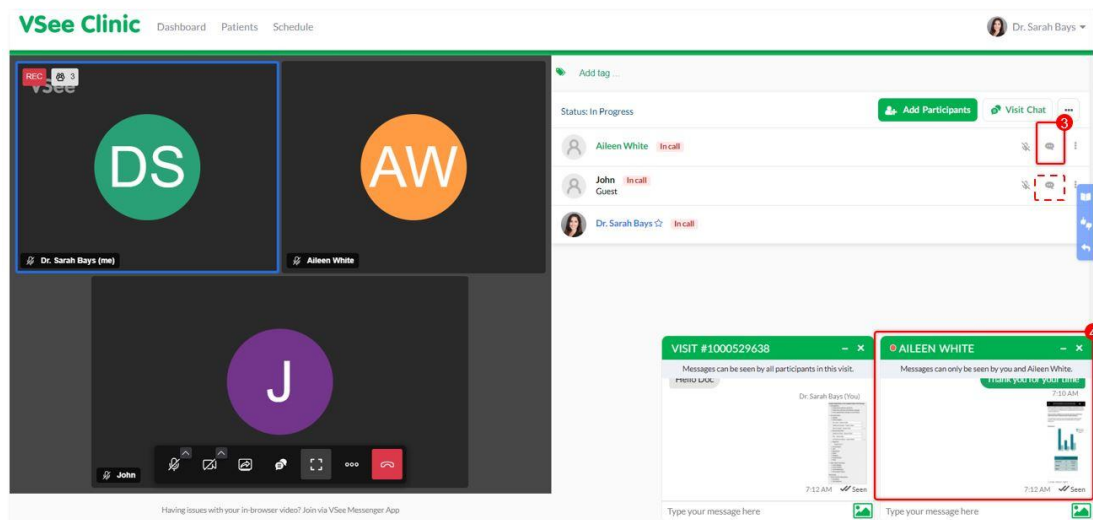 VSee Clinic Dashboard Patients Schedule Dr. Sarah Bays
REC 3
VSee
DS
Dr. Sarah Bays (me)
AW
Aileen White
J
John
Having issues with your in-browser video? Join via VSee Messenger App
Add tag ...
Status: In Progress Add Participants Visit Chat
3
Aileen White In call
John In call
Guest
Dr. Sarah Bays In call
VISIT #1000529638
Messages can be seen by all participants in this visit.
Hello Doc
Dr. Sarah Bays (You)
7:12 AM Seen
Type your message here
4
AILEEN WHITE
Messages can only be seen by you and Aileen White.
Thank you for your time
7:10 AM
7:12 AM Seen
Type your message here